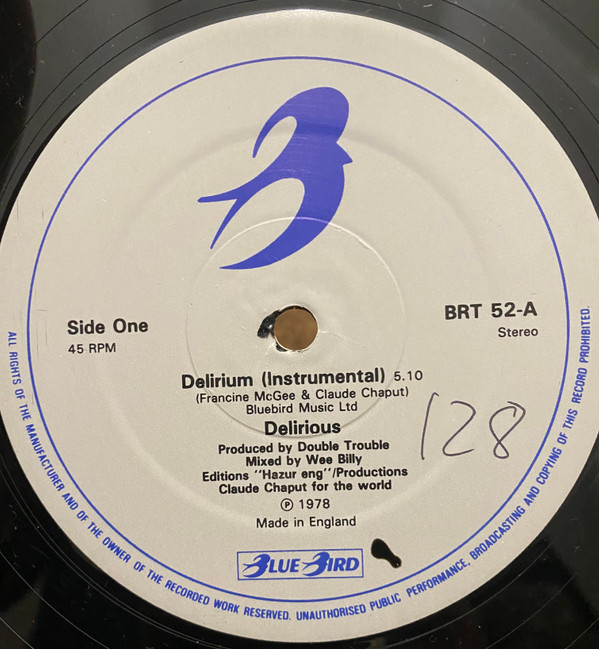 Side One
45 RPM
BRT 52-A
Stereo
Delirium (Instrumental) 5.10
(Francine McGee & Claude Chaput)
Bluebird Music Ltd
Delirious
128
Produced by Double Trouble
Mixed by Wee Billy
Editions "Hazur eng"/Productions
Claude Chaput for the world
Ⓟ 1978
Made in England
BLUE BIRD
ALL RIGHTS OF THE MANUFACTURER AND OF THE OWNER OF THE RECORDED WORK RESERVED. UNAUTHORISED PUBLIC PERFORMANCE, BROADCASTING AND COPYING OF THIS RECORD PROHIBITED.